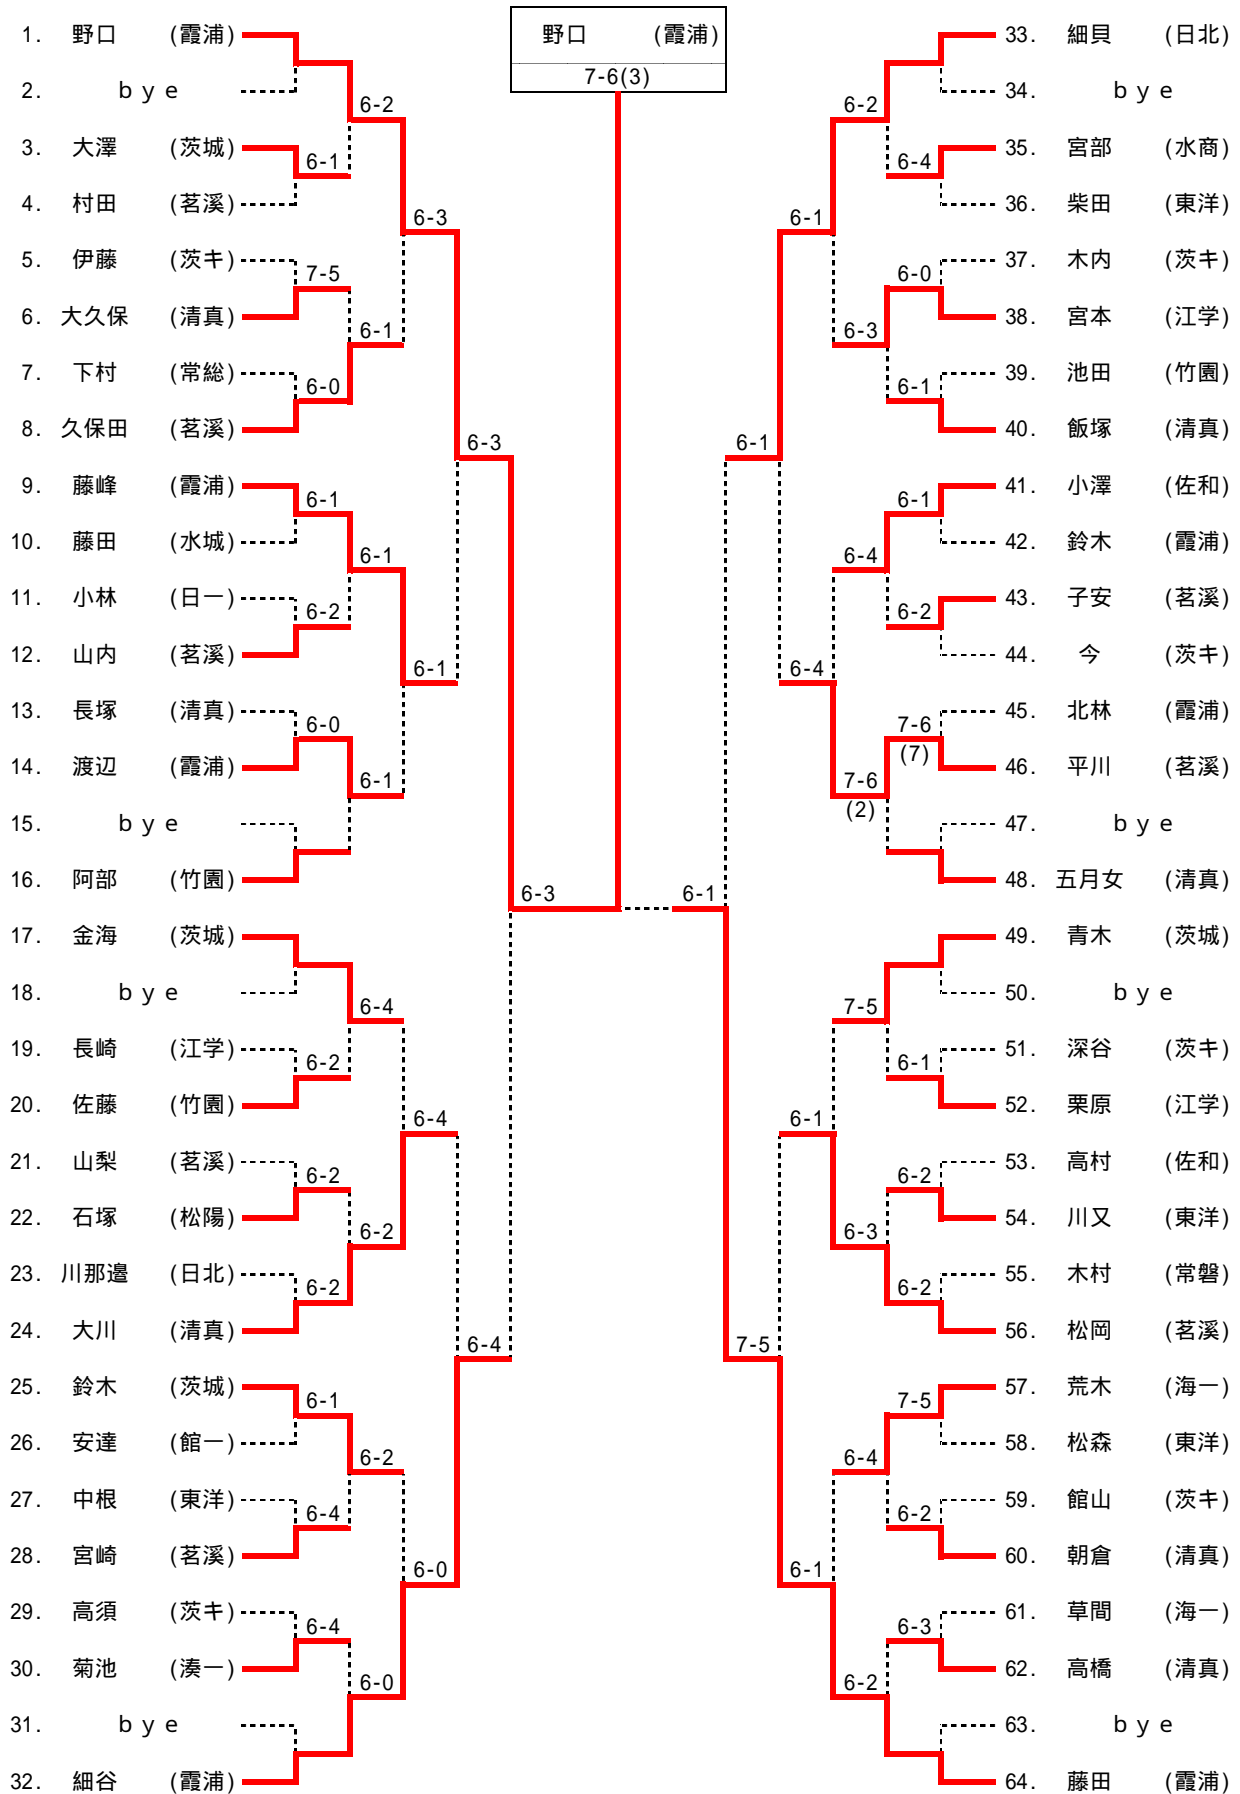 野口 (霞浦)
7-6(3)
1. 野口 (霞浦)
2. bye
6-2
3. 大澤 (茨城)
6-1
4. 村田 (茗溪)
6-3
5. 伊藤 (茨キ)
7-5
6. 大久保 (清真)
6-1
7. 下村 (常総)
6-0
8. 久保田 (茗溪)
6-3
9. 藤峰 (霞浦)
6-1
10. 藤田 (水城)
6-1
11. 小林 (日一)
6-2
12. 山内 (茗溪)
6-1
13. 長塚 (清真)
6-0
14. 渡辺 (霞浦)
6-1
15. bye
16. 阿部 (竹園)
6-3
17. 金海 (茨城)
18. bye
6-4
19. 長崎 (江学)
6-2
20. 佐藤 (竹園)
6-4
21. 山梨 (茗溪)
6-2
22. 石塚 (松陽)
6-2
23. 川那邉 (日北)
6-2
24. 大川 (清真)
6-4
25. 鈴木 (茨城)
6-1
26. 安達 (館一)
6-2
27. 中根 (東洋)
6-4
28. 宮崎 (茗溪)
6-0
29. 高須 (茨キ)
6-4
30. 菊池 (湊一)
6-0
31. bye
32. 細谷 (霞浦)
33. 細貝 (日北)
34. bye
6-2
35. 宮部 (水商)
6-4
36. 柴田 (東洋)
6-1
37. 木内 (茨キ)
6-0
38. 宮本 (江学)
6-3
39. 池田 (竹園)
6-1
40. 飯塚 (清真)
6-1
41. 小澤 (佐和)
6-1
42. 鈴木 (霞浦)
6-4
43. 子安 (茗溪)
6-2
44. 今 (茨キ)
6-4
45. 北林 (霞浦)
7-6
(7)
46. 平川 (茗溪)
7-6
(2)
47. bye
48. 五月女 (清真)
6-1
49. 青木 (茨城)
50. bye
7-5
51. 深谷 (茨キ)
6-1
52. 栗原 (江学)
6-1
53. 高村 (佐和)
6-2
54. 川又 (東洋)
6-3
55. 木村 (常磐)
6-2
56. 松岡 (茗溪)
7-5
57. 荒木 (海一)
7-5
58. 松森 (東洋)
6-4
59. 館山 (茨キ)
6-2
60. 朝倉 (清真)
6-1
61. 草間 (海一)
6-3
62. 高橋 (清真)
6-2
63. bye
64. 藤田 (霞浦)